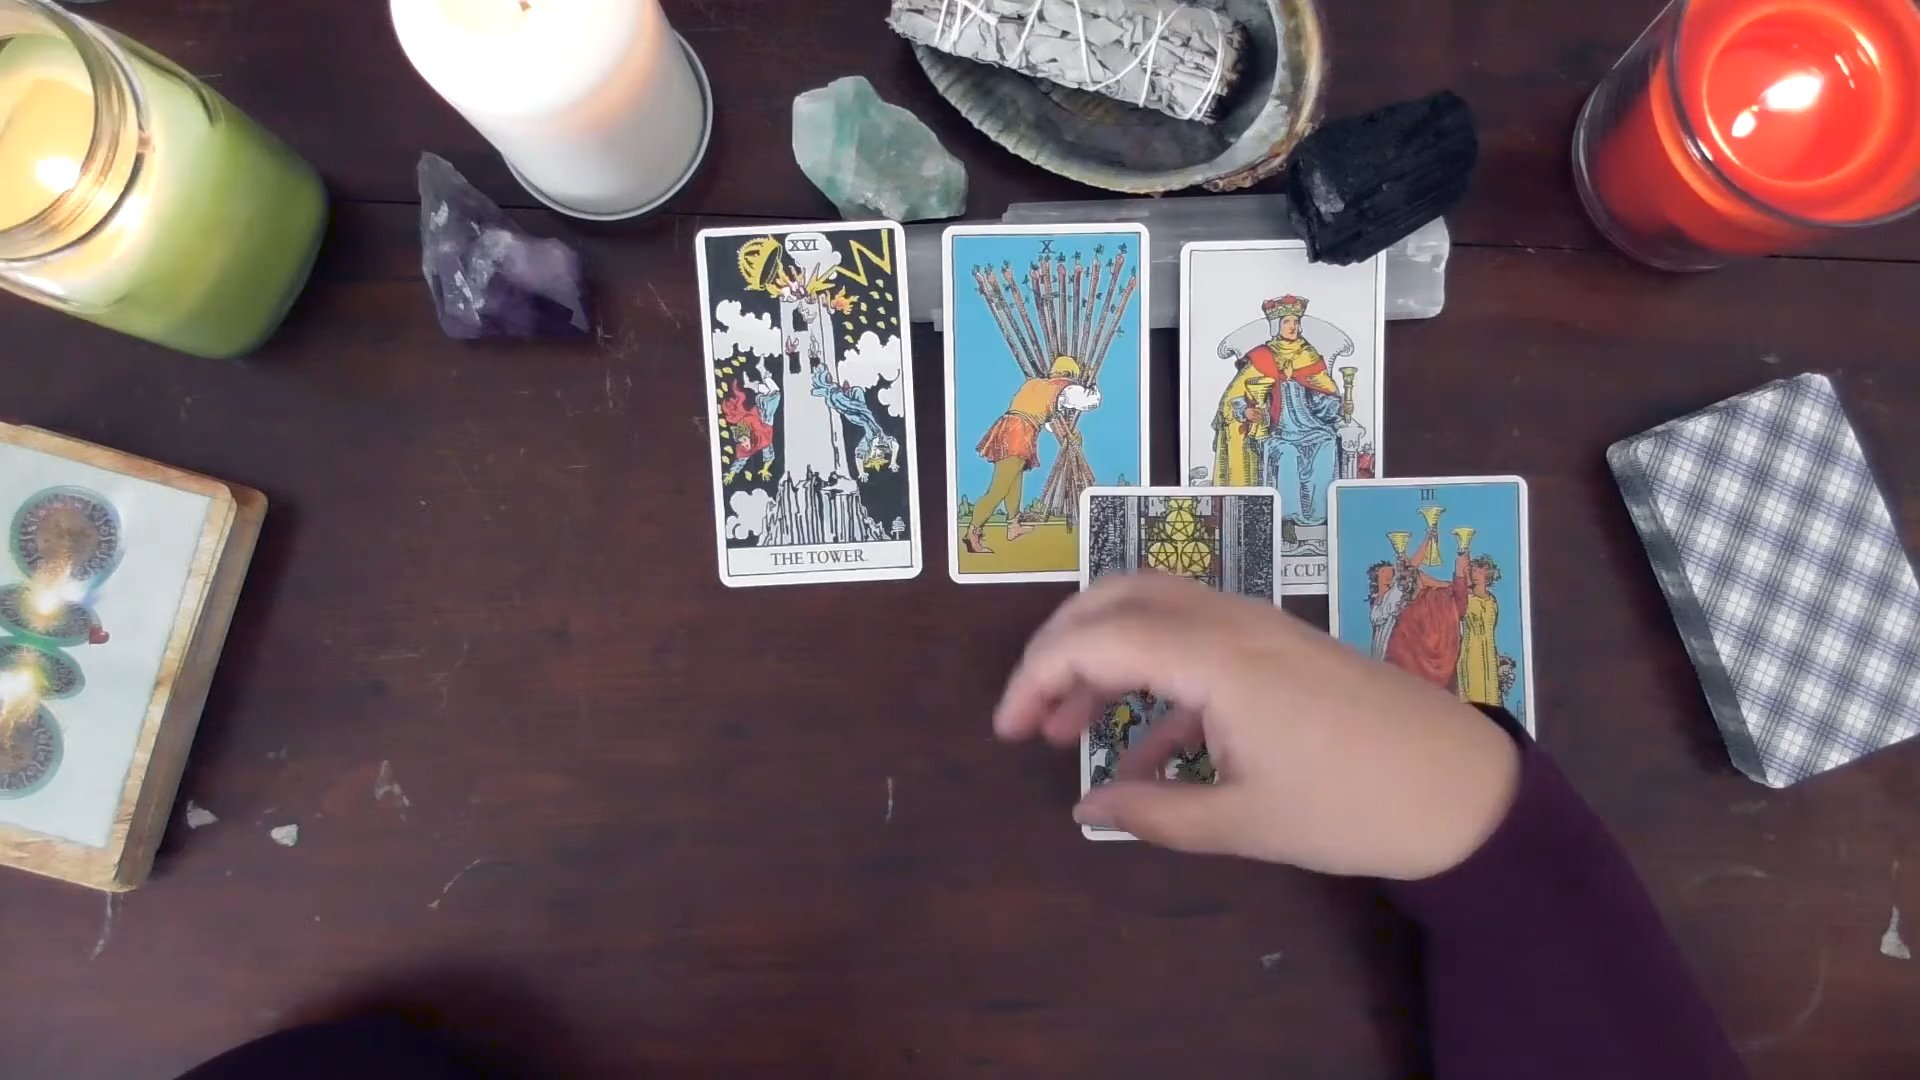 XVI
THE TOWER.
X
of CUP
III